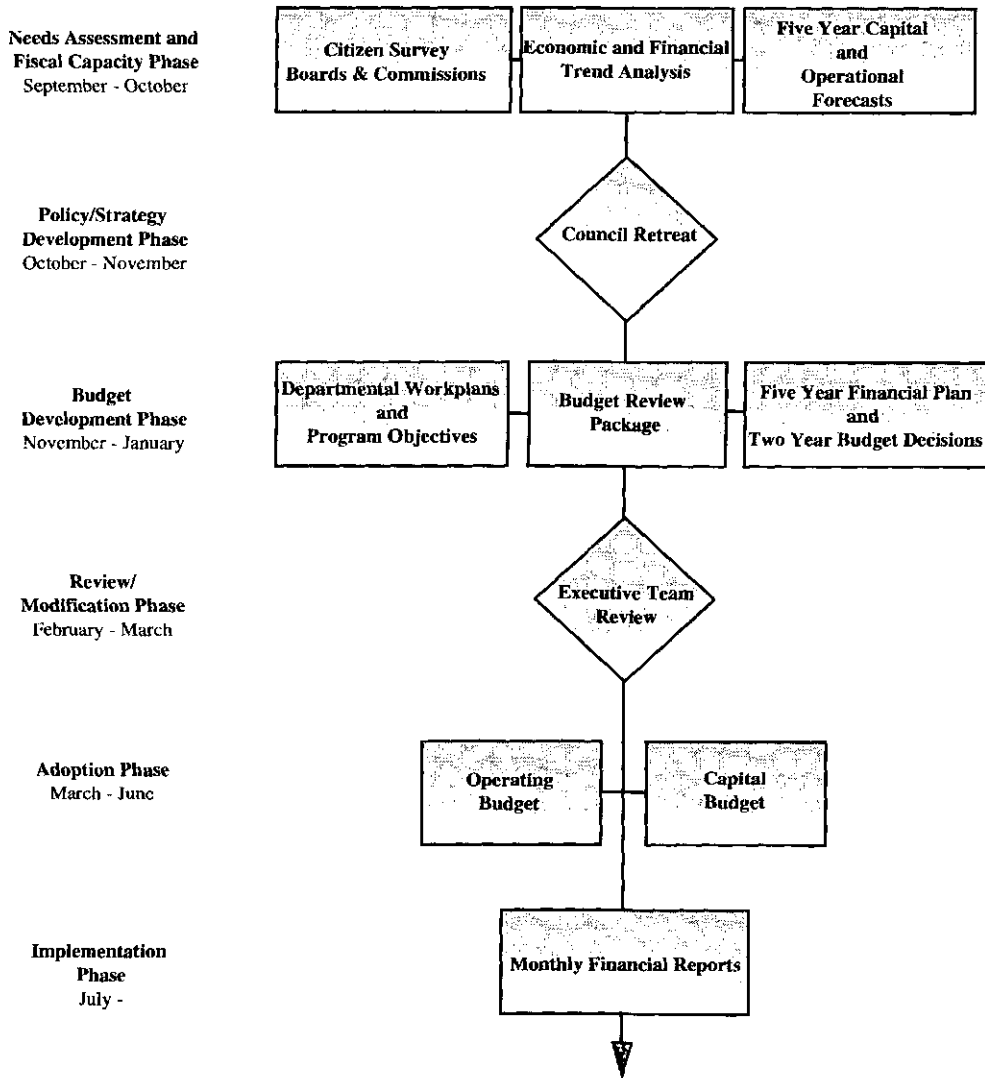 Needs Assessment and
Fiscal Capacity Phase
September - October
Citizen Survey
Boards & Commissions
Economic and Financial
Trend Analysis
Five Year Capital
and
Operational
Forecasts
Policy/Strategy
Development Phase
October - November
Council Retreat
Budget
Development Phase
November - January
Departmental Workplans
and
Program Objectives
Budget Review
Package
Five Year Financial Plan
and
Two Year Budget Decisions
Review/
Modification Phase
February - March
Executive Team
Review
Adoption Phase
March - June
Operating
Budget
Capital
Budget
Implementation
Phase
July -
Monthly Financial Reports